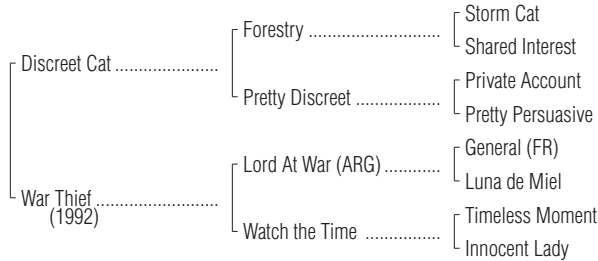 Storm Cat
Forestry ............................
Shared Interest
Discreet Cat ......................
Private Account
Pretty Discreet ..................
Pretty Persuasive
General (FR)
Lord At War (ARG) ............
Luna de Miel
War Thief ..........................
(1992)
Timeless Moment
Watch the Time ................
Innocent Lady